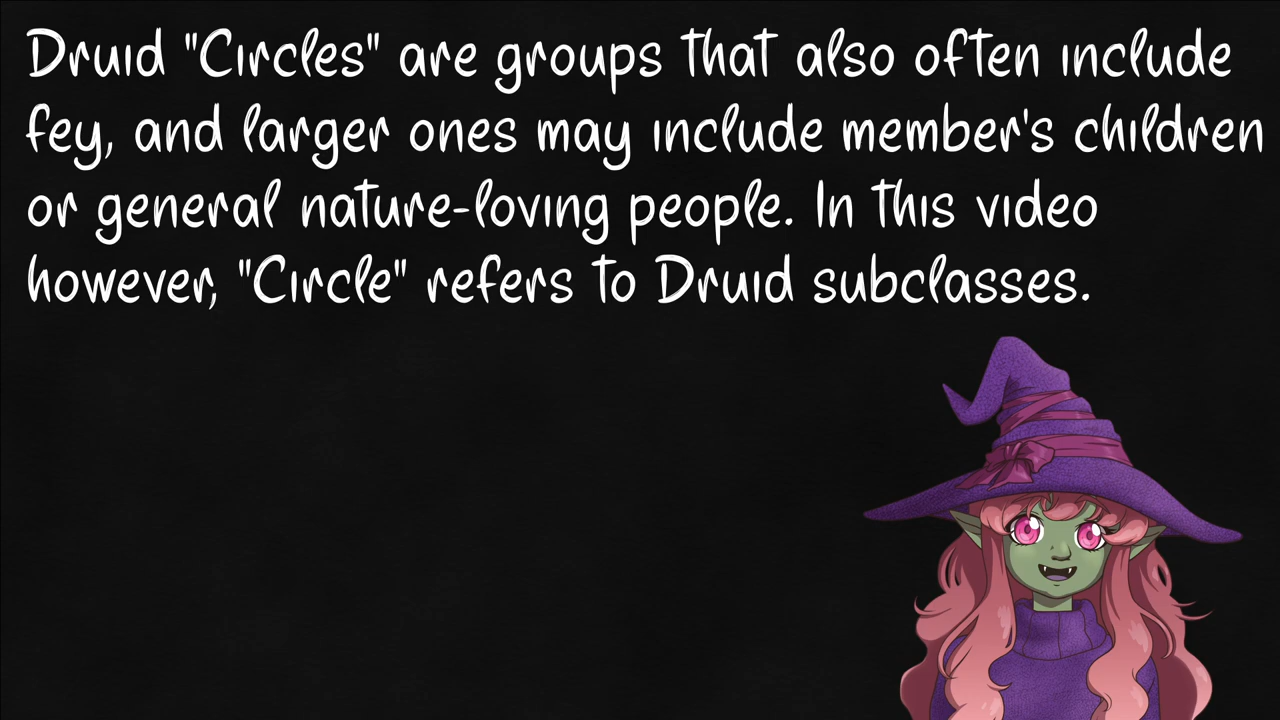 Druid "Circles" are groups that also often include
fey, and larger ones may include member's children
or general nature-loving people. In this video
however, "Circle" refers to Druid subclasses.